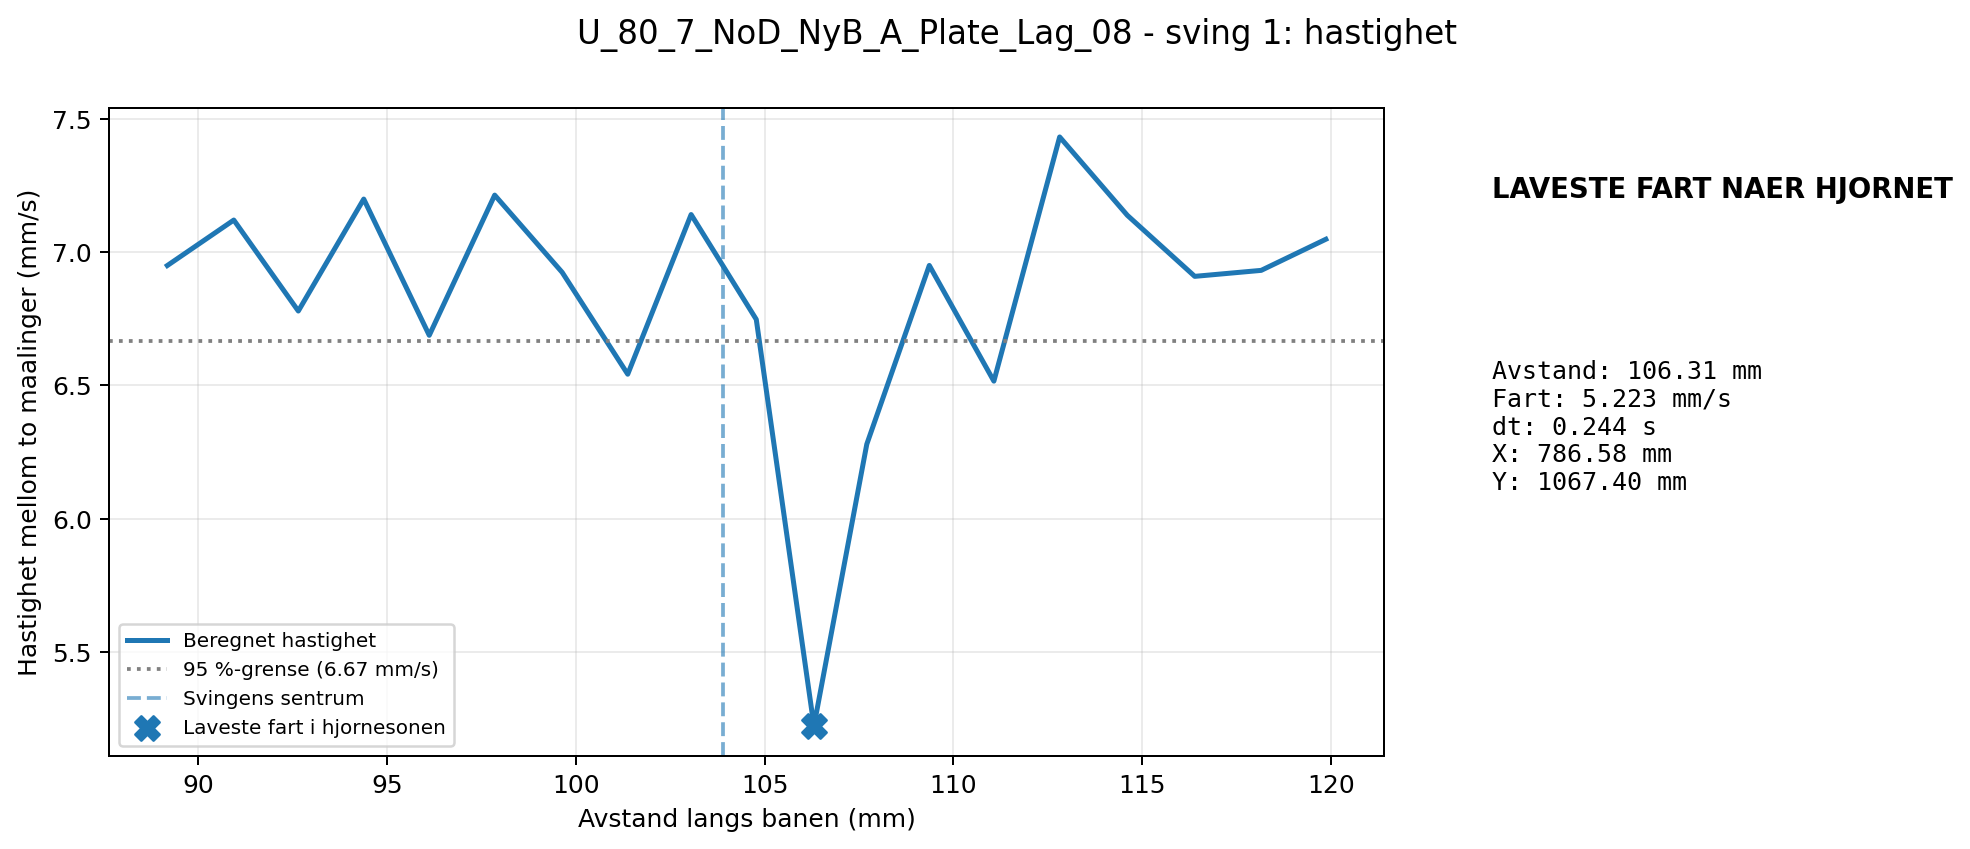 U_80_7_NoD_NyB_A_Plate_Lag_08 - sving 1: hastighet
Hastighet mellom to maalinger (mm/s)
7.5
7.0
6.5
6.0
5.5
Beregnet hastighet
95 %-grense (6.67 mm/s)
Svingens sentrum
Laveste fart i hjornesonen
90
95
100
105
110
115
120
Avstand langs banen (mm)
LAVESTE FART NAER HJORNET
Avstand: 106.31 mm
Fart: 5.223 mm/s
dt: 0.244 s
X: 786.58 mm
Y: 1067.40 mm